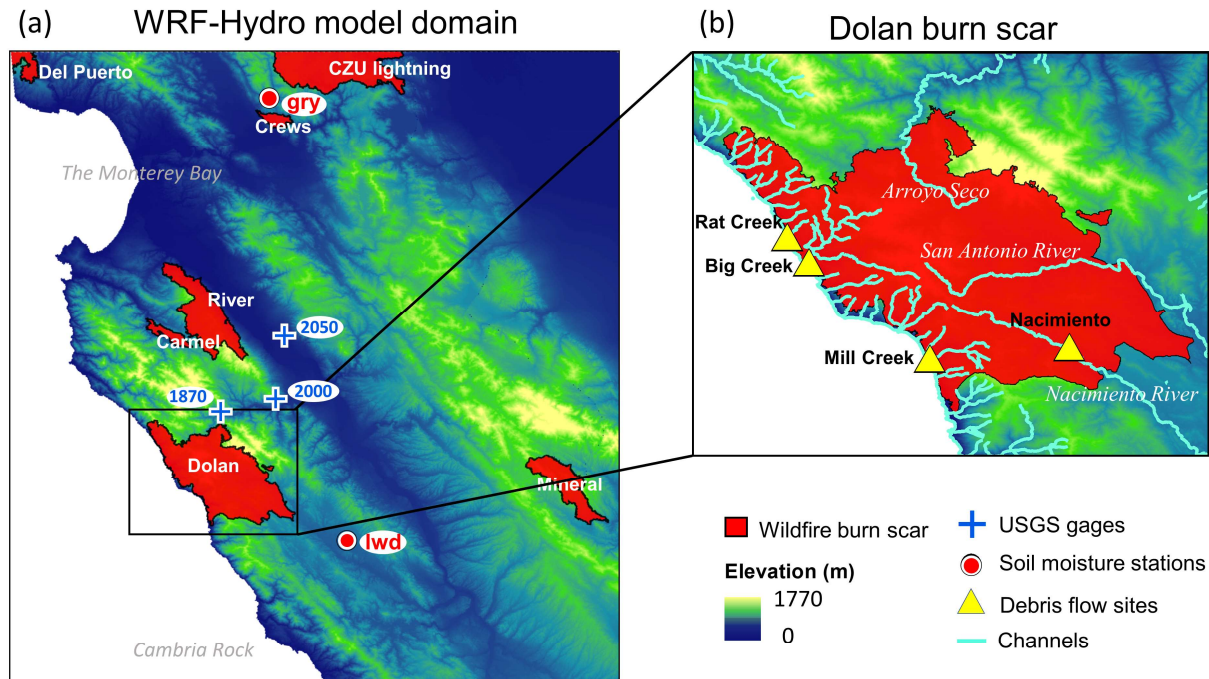 (a) WRF-Hydro model domain
Del Puerto
CZU lightning
gry
Crews
The Monterey Bay
River
2050
Carmel
2000
1870
Dolan
Mineral
lwd
Cambria Rock
(b) Dolan burn scar
Arroyo Seco
Rat Creek
San Antonio River
Big Creek
Nacimiento
Mill Creek
Nacimiento River
Wildfire burn scar
Elevation (m)
1770
0
USGS gages
Soil moisture stations
Debris flow sites
Channels